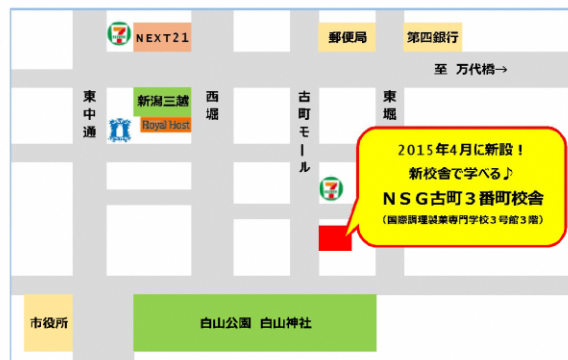 NEXT21
郵便局
第四銀行
至 万代橋→
東中通
新潟三越
Royal Host
西堀
古町モール
東堀
2015年4月に新設！
新校舎で学べる♪
NSG古町3番町校舎
（国際調理製菓専門学校3号館3階）
市役所
白山公園 白山神社